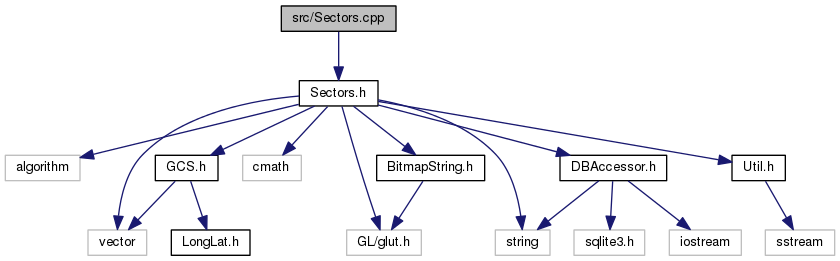 src/Sectors.cpp
Sectors.h
algorithm
GCS.h
cmath
BitmapString.h
DBAccessor.h
Util.h
vector
LongLat.h
GL/glut.h
string
sqlite3.h
iostream
sstream